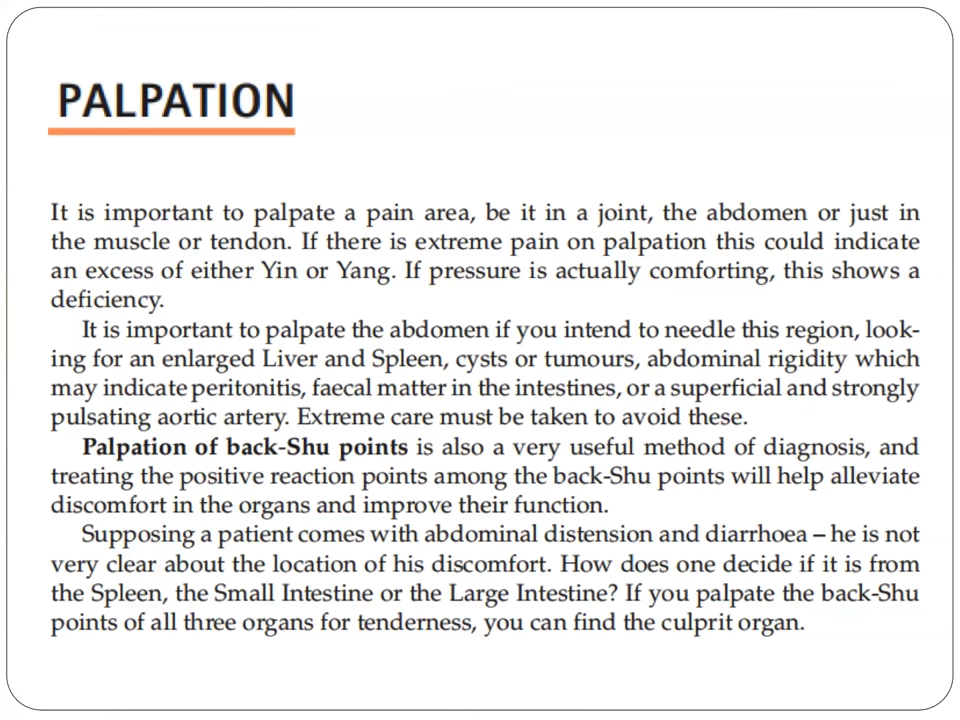 PALPATION
It is important to palpate a pain area, be it in a joint, the abdomen or just in
the muscle or tendon. If there is extreme pain on palpation this could indicate
an excess of either Yin or Yang. If pressure is actually comforting, this shows a
deficiency.
It is important to palpate the abdomen if you intend to needle this region, look-
ing for an enlarged Liver and Spleen, cysts or tumours, abdominal rigidity which
may indicate peritonitis, faecal matter in the intestines, or a superficial and strongly
pulsating aortic artery. Extreme care must be taken to avoid these.
Palpation of back-Shu points is also a very useful method of diagnosis, and
treating the positive reaction points among the back-Shu points will help alleviate
discomfort in the organs and improve their function.
Supposing a patient comes with abdominal distension and diarrhoea – he is not
very clear about the location of his discomfort. How does one decide if it is from
the Spleen, the Small Intestine or the Large Intestine? If you palpate the back-Shu
points of all three organs for tenderness, you can find the culprit organ.